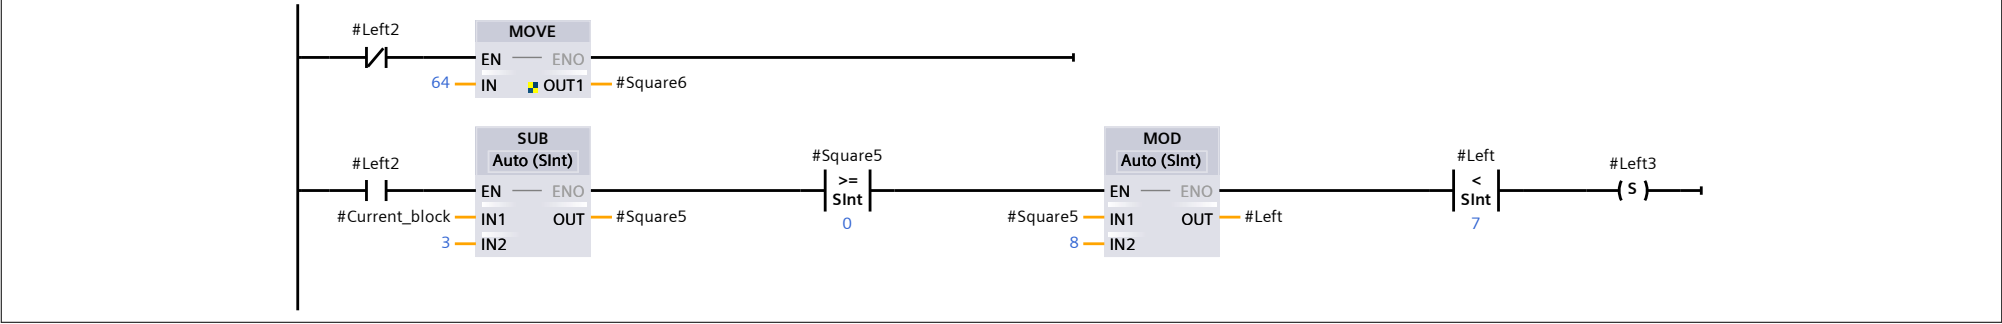 #Left2
MOVE
EN ENO
64 IN OUT1 #Square6
SUB
Auto (SInt)
MOD
Auto (SInt)
#Left2 #Square5 #Left #Left3
>= <
EN ENO SInt EN ENO SInt S
#Current_block IN1 OUT #Square5 0 #Square5 IN1 OUT #Left 7
3 IN2 8 IN2